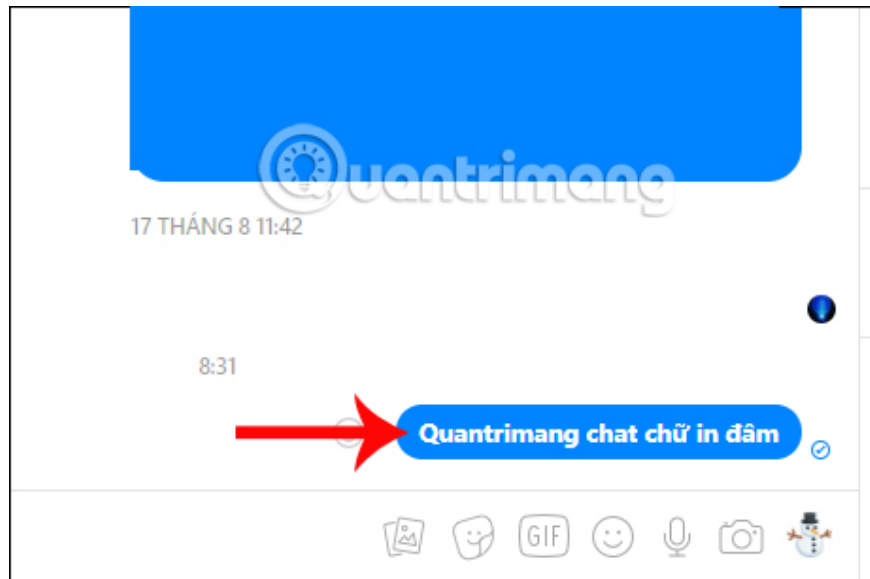 Quantrimang
17 THÁNG 8 11:42
8:31
Quantrimang chat chữ in đâm
GIF